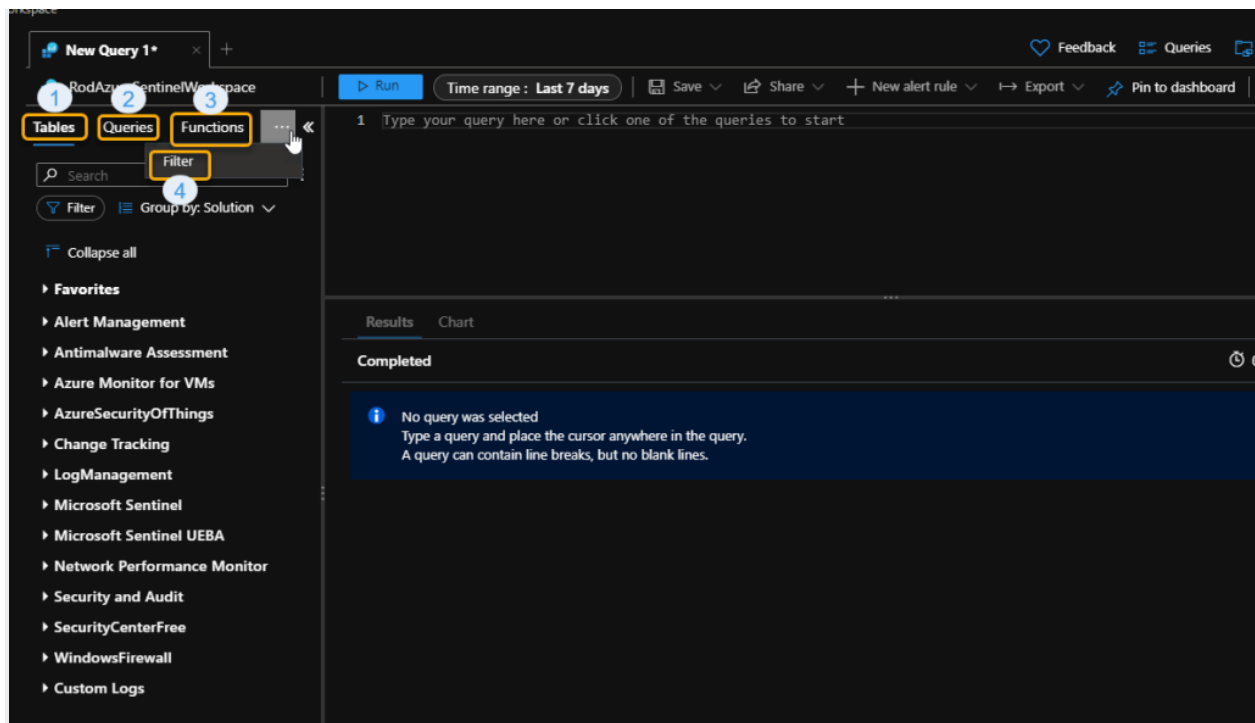 New Query 1*
Feedback
Queries
RodAzureSentinelWorkspace
Run
Time range : Last 7 days
Save
Share
New alert rule
Export
Pin to dashboard
1
2
3
Tables
Queries
Functions
...
«
1 Type your query here or click one of the queries to start
Filter
4
Search
Filter
Group by: Solution
Collapse all
Favorites
Alert Management
Antimalware Assessment
Azure Monitor for VMs
AzureSecurityOfThings
Change Tracking
LogManagement
Microsoft Sentinel
Microsoft Sentinel UEBA
Network Performance Monitor
Security and Audit
SecurityCenterFree
WindowsFirewall
Custom Logs
Results
Chart
Completed
No query was selected
Type a query and place the cursor anywhere in the query.
A query can contain line breaks, but no blank lines.